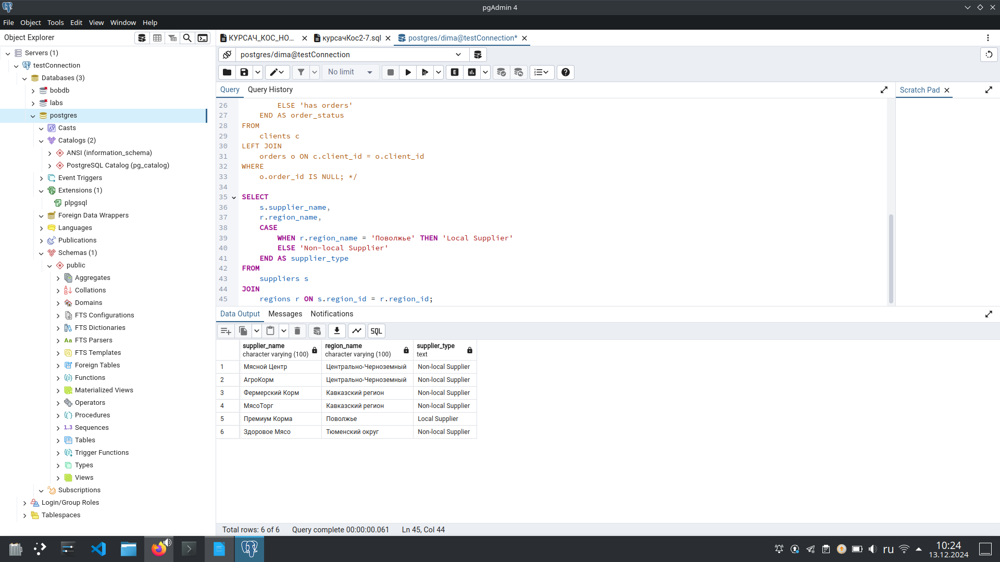 pgAdmin 4
File Object Tools Edit View Window Help
Object Explorer
Servers (1)
testConnection
Databases (3)
bobdb
labs
postgres
Casts
Catalogs (2)
ANSI (information_schema)
PostgreSQL Catalog (pg_catalog)
Event Triggers
Extensions (1)
plpgsql
Foreign Data Wrappers
Languages
Publications
Schemas (1)
public
Aggregates
Collations
Domains
FTS Configurations
FTS Dictionaries
Aa FTS Parsers
FTS Templates
Foreign Tables
Functions
Materialized Views
Operators
Procedures
1..3 Sequences
Tables
Trigger Functions
Types
Views
Subscriptions
Login/Group Roles
Tablespaces
КУРСАЧ_КОС_НО... курсачКос2-7.sql postgres/dima@testConnection*
postgres/dima@testConnection
No limit E
Query Query History
Scratch Pad
26 ELSE 'has orders'
27 END AS order_status
28 FROM
29 clients c
30 LEFT JOIN
31 orders o ON c.client_id = o.client_id
32 WHERE
33 o.order_id IS NULL; */
34
35 SELECT
36 s.supplier_name,
37 r.region_name,
38 CASE
39 WHEN r.region_name = 'Поволжье' THEN 'Local Supplier'
40 ELSE 'Non-local Supplier'
41 END AS supplier_type
42 FROM
43 suppliers s
44 JOIN
45 regions r ON s.region_id = r.region_id;
Data Output Messages Notifications
SQL
supplier_name region_name supplier_type
character varying (100) character varying (100) text
1 Мясной Центр Центрально-Черноземный Non-local Supplier
2 АгроКорм Центрально-Черноземный Non-local Supplier
3 Фермерский Корм Кавказский регион Non-local Supplier
4 МясоТорг Кавказский регион Non-local Supplier
5 Премиум Корма Поволжье Local Supplier
6 Здоровое Мясо Тюменский округ Non-local Supplier
Total rows: 6 of 6 Query complete 00:00:00.061 Ln 45, Col 44
ru 10:24
13.12.2024